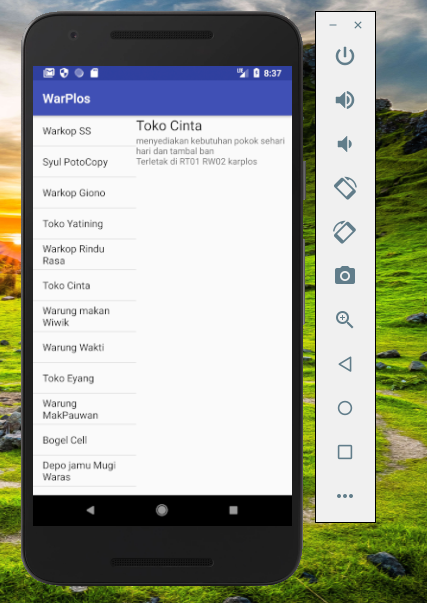 8:37
WarPlos
Warkop SS
Syul PotoCopy
Warkop Giono
Toko Yatining
Warkop Rindu
Rasa
Toko Cinta
Warung makan
Wiwik
Warung Wakti
Toko Eyang
Warung
MakPauwan
Bogel Cell
Depo jamu Mugi
Waras
Toko Cinta
menyediakan kebutuhan pokok sehari
hari dan tambal ban
Terletak di RT01 RW02 karplos